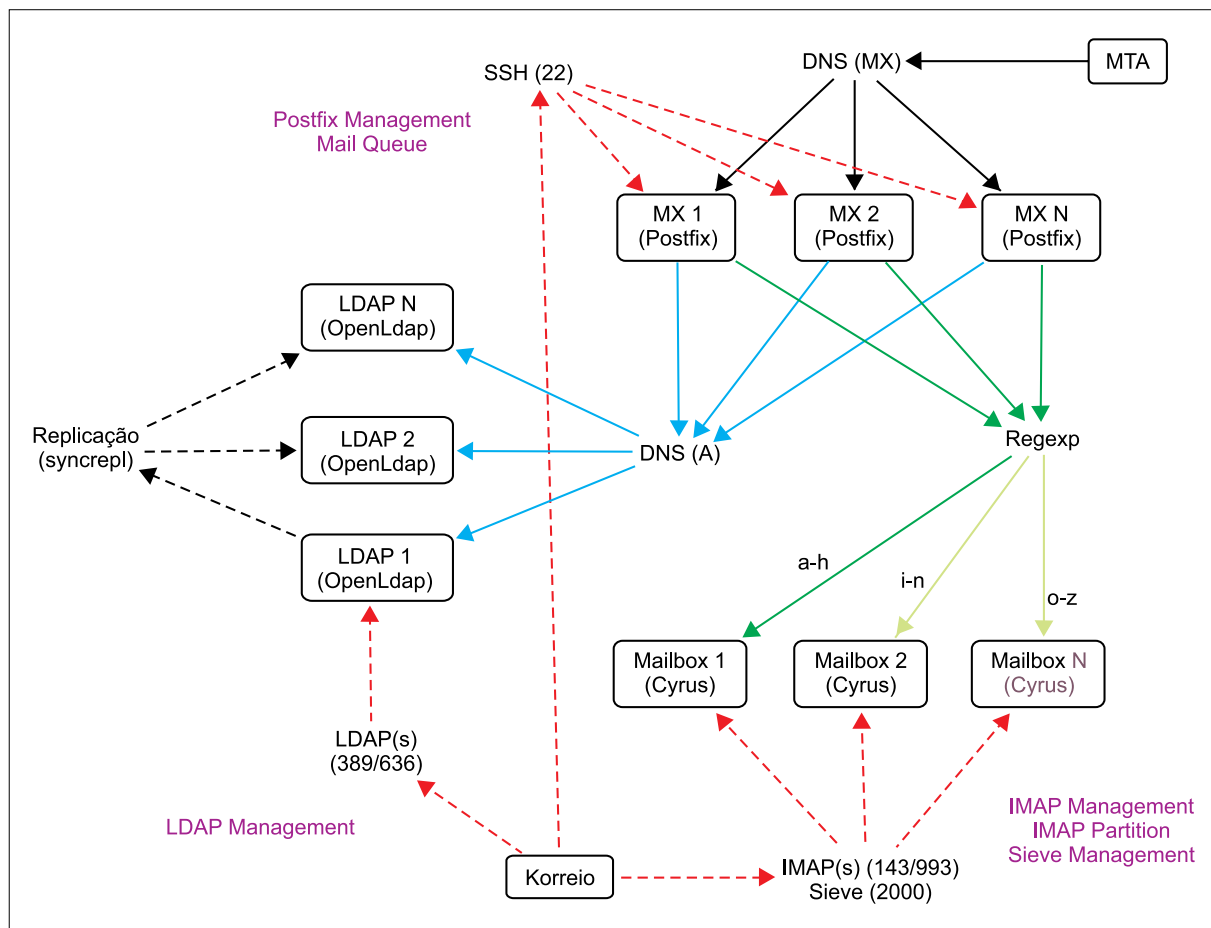 DNS (MX)
MTA
SSH (22)
Postfix Management
Mail Queue
MX 1
(Postfix)
MX 2
(Postfix)
MX N
(Postfix)
LDAP N
(OpenLdap)
Replicação
(syncrepl)
LDAP 2
(OpenLdap)
DNS (A)
Regexp
LDAP 1
(OpenLdap)
a-h
i-n
o-z
Mailbox 1
(Cyrus)
Mailbox 2
(Cyrus)
Mailbox N
(Cyrus)
LDAP(s)
(389/636)
LDAP Management
IMAP Management
IMAP Partition
Sieve Management
Korreio
IMAP(s) (143/993)
Sieve (2000)